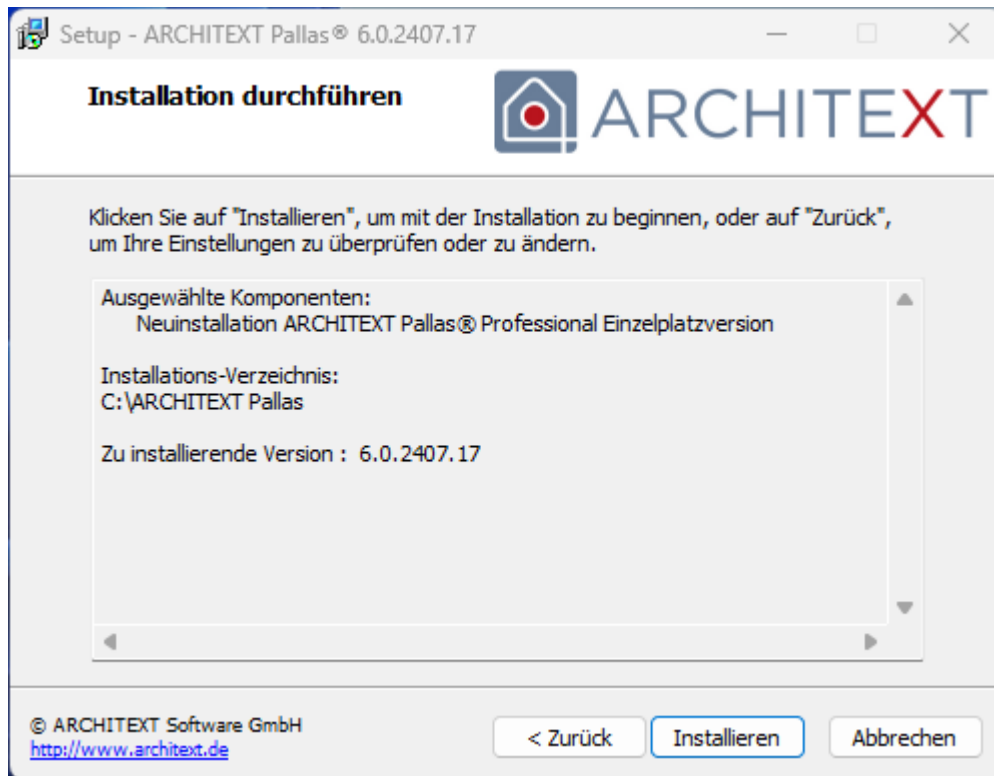 Setup - ARCHITEXT Pallas® 6.0.2407.17
Installation durchführen
ARCHITEXT
Klicken Sie auf "Installieren", um mit der Installation zu beginnen, oder auf "Zurück",
um Ihre Einstellungen zu überprüfen oder zu ändern.
Ausgewählte Komponenten:
Neuinstallation ARCHITEXT Pallas® Professional Einzelplatzversion
Installations-Verzeichnis:
C:\ARCHITEXT Pallas
Zu installierende Version : 6.0.2407.17
© ARCHITEXT Software GmbH
http://www.architext.de
< Zurück
Installieren
Abbrechen